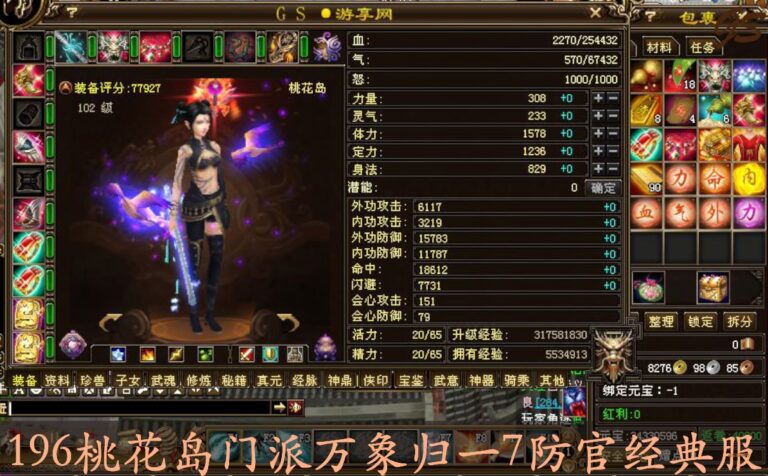 ? G S 游享网 ×
? 包裹 ×
材料 任务
装备评分:77927 桃花岛
102 级
血: 2270/254432
气: 570/67432
怒: 1000/1000
力量: 308 +0
灵气: 233 +0
体力: 1578 +0
定力: 1236 +0
身法: 829 +0
潜能: 0 确定
外功攻击: 6117 +0
内功攻击: 3219 +0
外功防御: 15783 +0
内功防御: 11787 +0
命中: 18612 +0
闪避: 7731 +0
会心攻击: 151
会心防御: 79
活力: 20/65 升级经验: 317581830
精力: 20/65 拥有经验: 5534913
装备 资料 珍兽 子女 武魂 修炼 秘籍 真元 经脉 神鼎 侠印 宝鉴 武意 神器 骑乘 其他
18
8 4 6
90 力 命 内
血 气 外 力
整理 锁定 拆分
0
8276 98 85
绑定元宝: -1
红利:0
196桃花岛门派万象归一7防官经典服